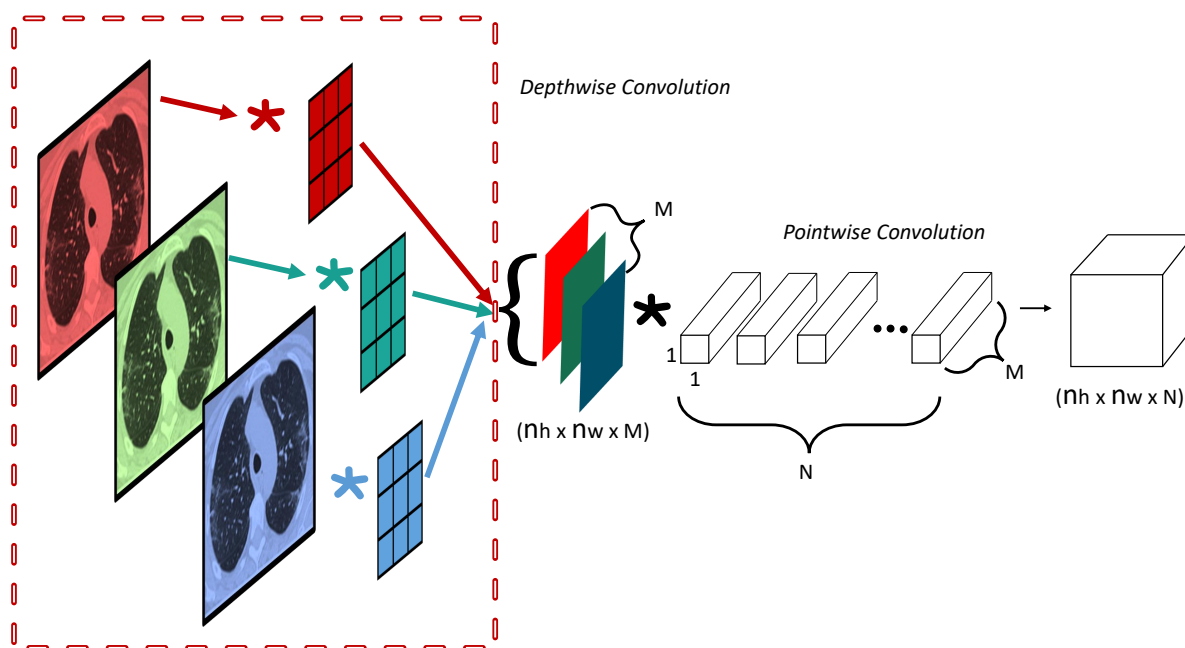 Depthwise Convolution
M
Pointwise Convolution
1
1
M
(nh x nw x M)
(nh x nw x N)
N